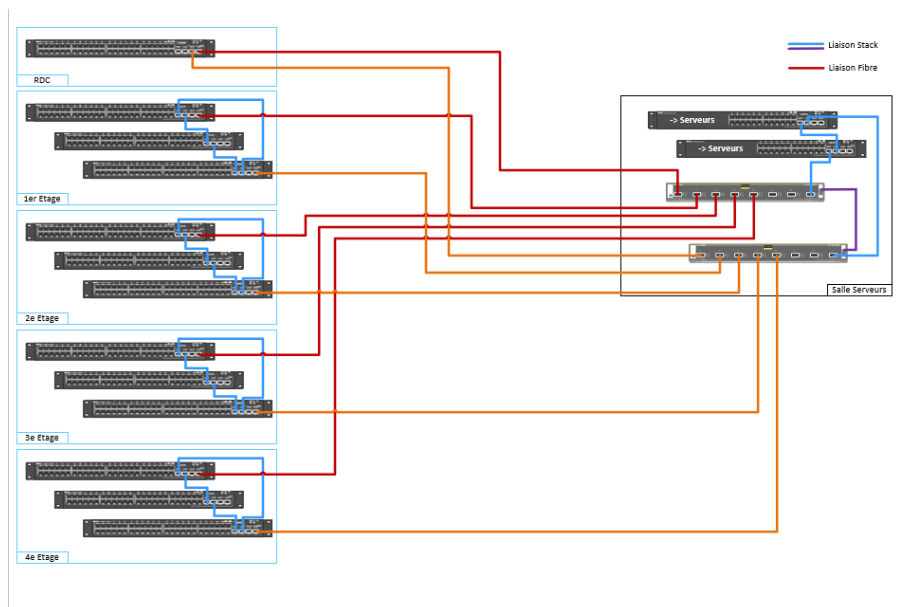 Liaison Stack
Liaison Fibre
RDC
-> Serveurs
-> Serveurs
1er Etage
Salle Serveurs
2e Etage
3e Etage
4e Etage